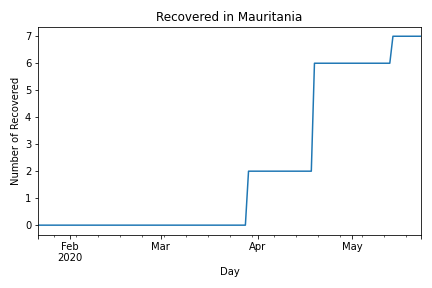 Recovered in Mauritania
Number of Recovered
7
6
5
4
3
2
1
0
Feb
2020
Mar
Apr
May
Day